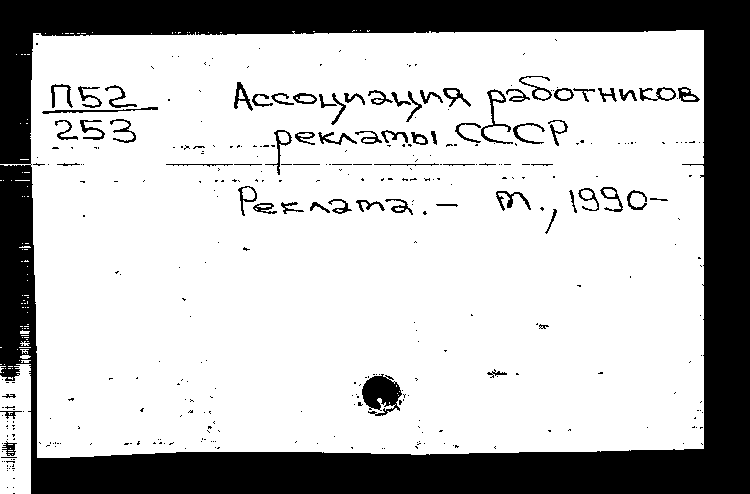 П52
253
Ассоциация работников
рекламы СССР.
Реклама. — М., 1990—